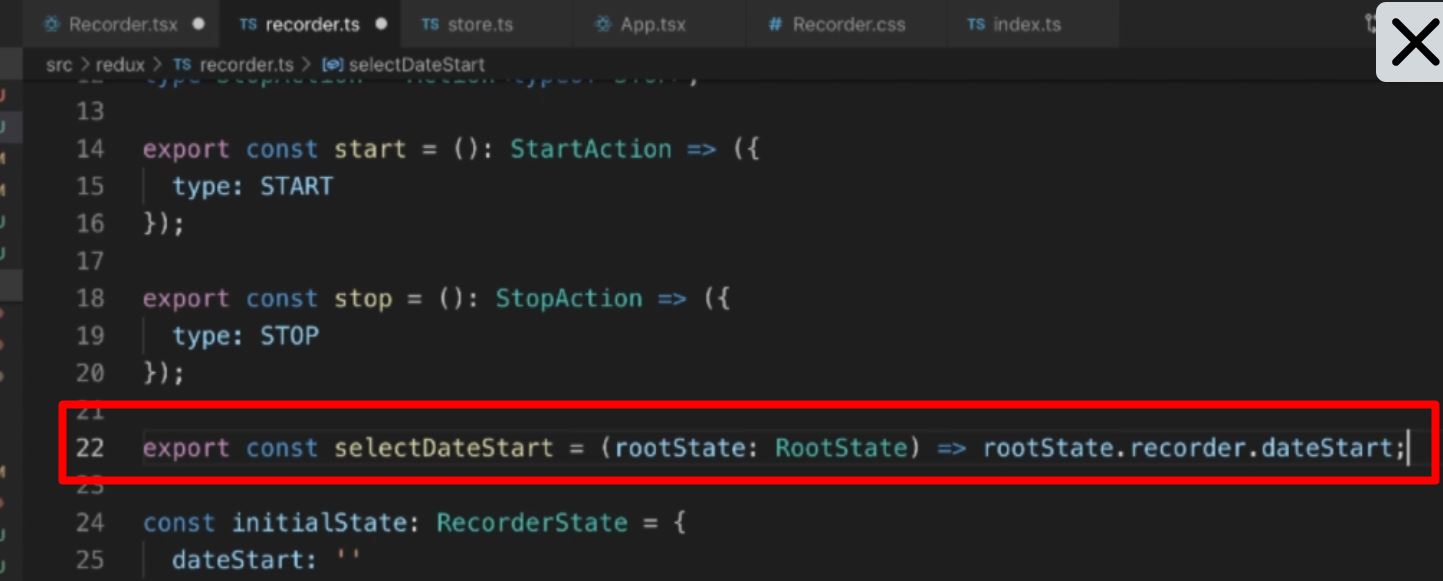 Recorder.tsx
TS recorder.ts
TS store.ts
App.tsx
# Recorder.css
TS index.ts
src > redux > TS recorder.ts > selectDateStart
12
13
14 export const start = (): StartAction => ({
15 type: START
16 });
17
18 export const stop = (): StopAction => ({
19 type: STOP
20 });
21
22 export const selectDateStart = (rootState: RootState) => rootState.recorder.dateStart;
23
24 const initialState: RecorderState = {
25 dateStart: ''